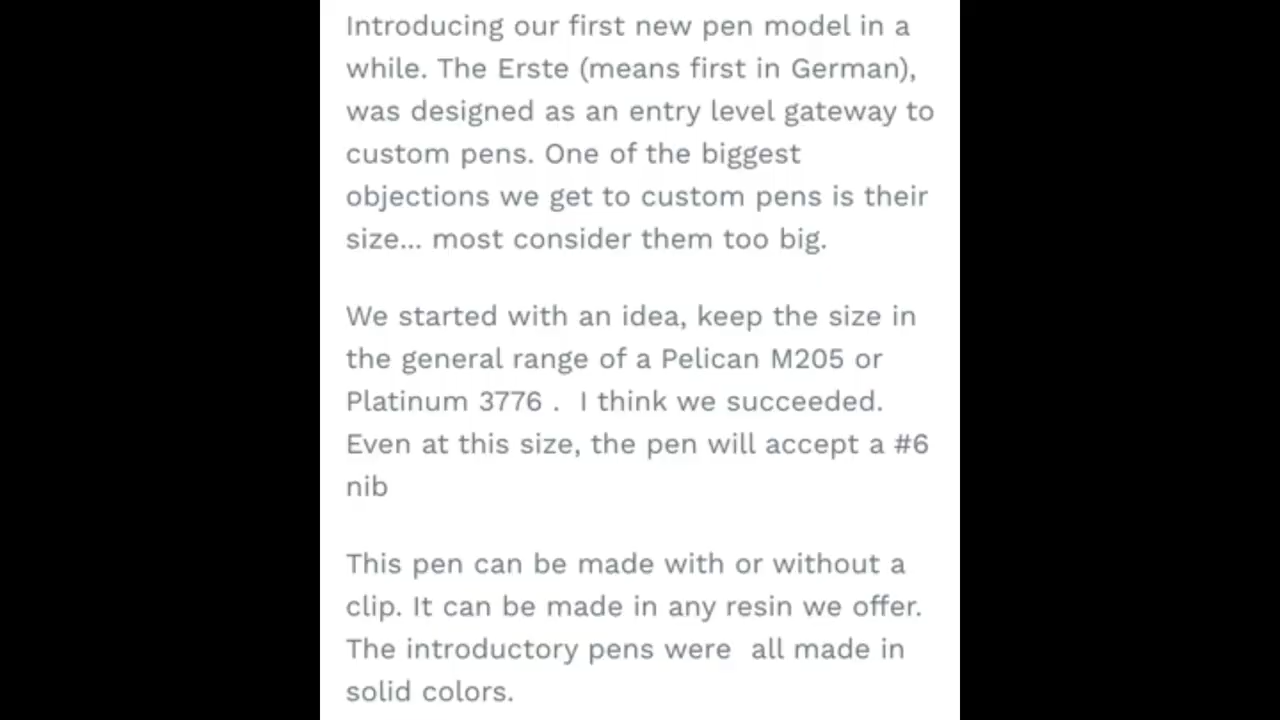 Introducing our first new pen model in a
while. The Erste (means first in German),
was designed as an entry level gateway to
custom pens. One of the biggest
objections we get to custom pens is their
size... most consider them too big.
We started with an idea, keep the size in
the general range of a Pelican M205 or
Platinum 3776 .  I think we succeeded.
Even at this size, the pen will accept a #6
nib
This pen can be made with or without a
clip. It can be made in any resin we offer.
The introductory pens were  all made in
solid colors.